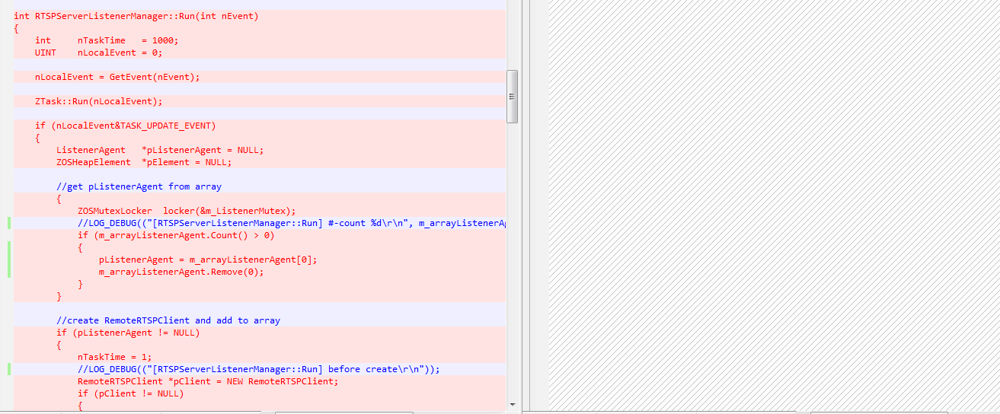 int RTSPServerListenerManager::Run(int nEvent)
{
    int     nTaskTime   = 1000;
    UINT    nLocalEvent = 0;
    nLocalEvent = GetEvent(nEvent);
    ZTask::Run(nLocalEvent);
    if (nLocalEvent&TASK_UPDATE_EVENT)
    {
        ListenerAgent   *pListenerAgent = NULL;
        ZOSHeapElement  *pElement = NULL;
        //get pListenerAgent from array
        {
            ZOSMutexLocker  locker(&m_ListenerMutex);
            //LOG_DEBUG(("[RTSPServerListenerManager::Run] #-count %d\r\n", m_arrayListenerAg
            if (m_arrayListenerAgent.Count() > 0)
            {
                pListenerAgent = m_arrayListenerAgent[0];
                m_arrayListenerAgent.Remove(0);
            }
        }
        //create RemoteRTSPClient and add to array
        if (pListenerAgent != NULL)
        {
            nTaskTime = 1;
            //LOG_DEBUG(("[RTSPServerListenerManager::Run] before create\r\n"));
            RemoteRTSPClient *pClient = NEW RemoteRTSPClient;
            if (pClient != NULL)
            {